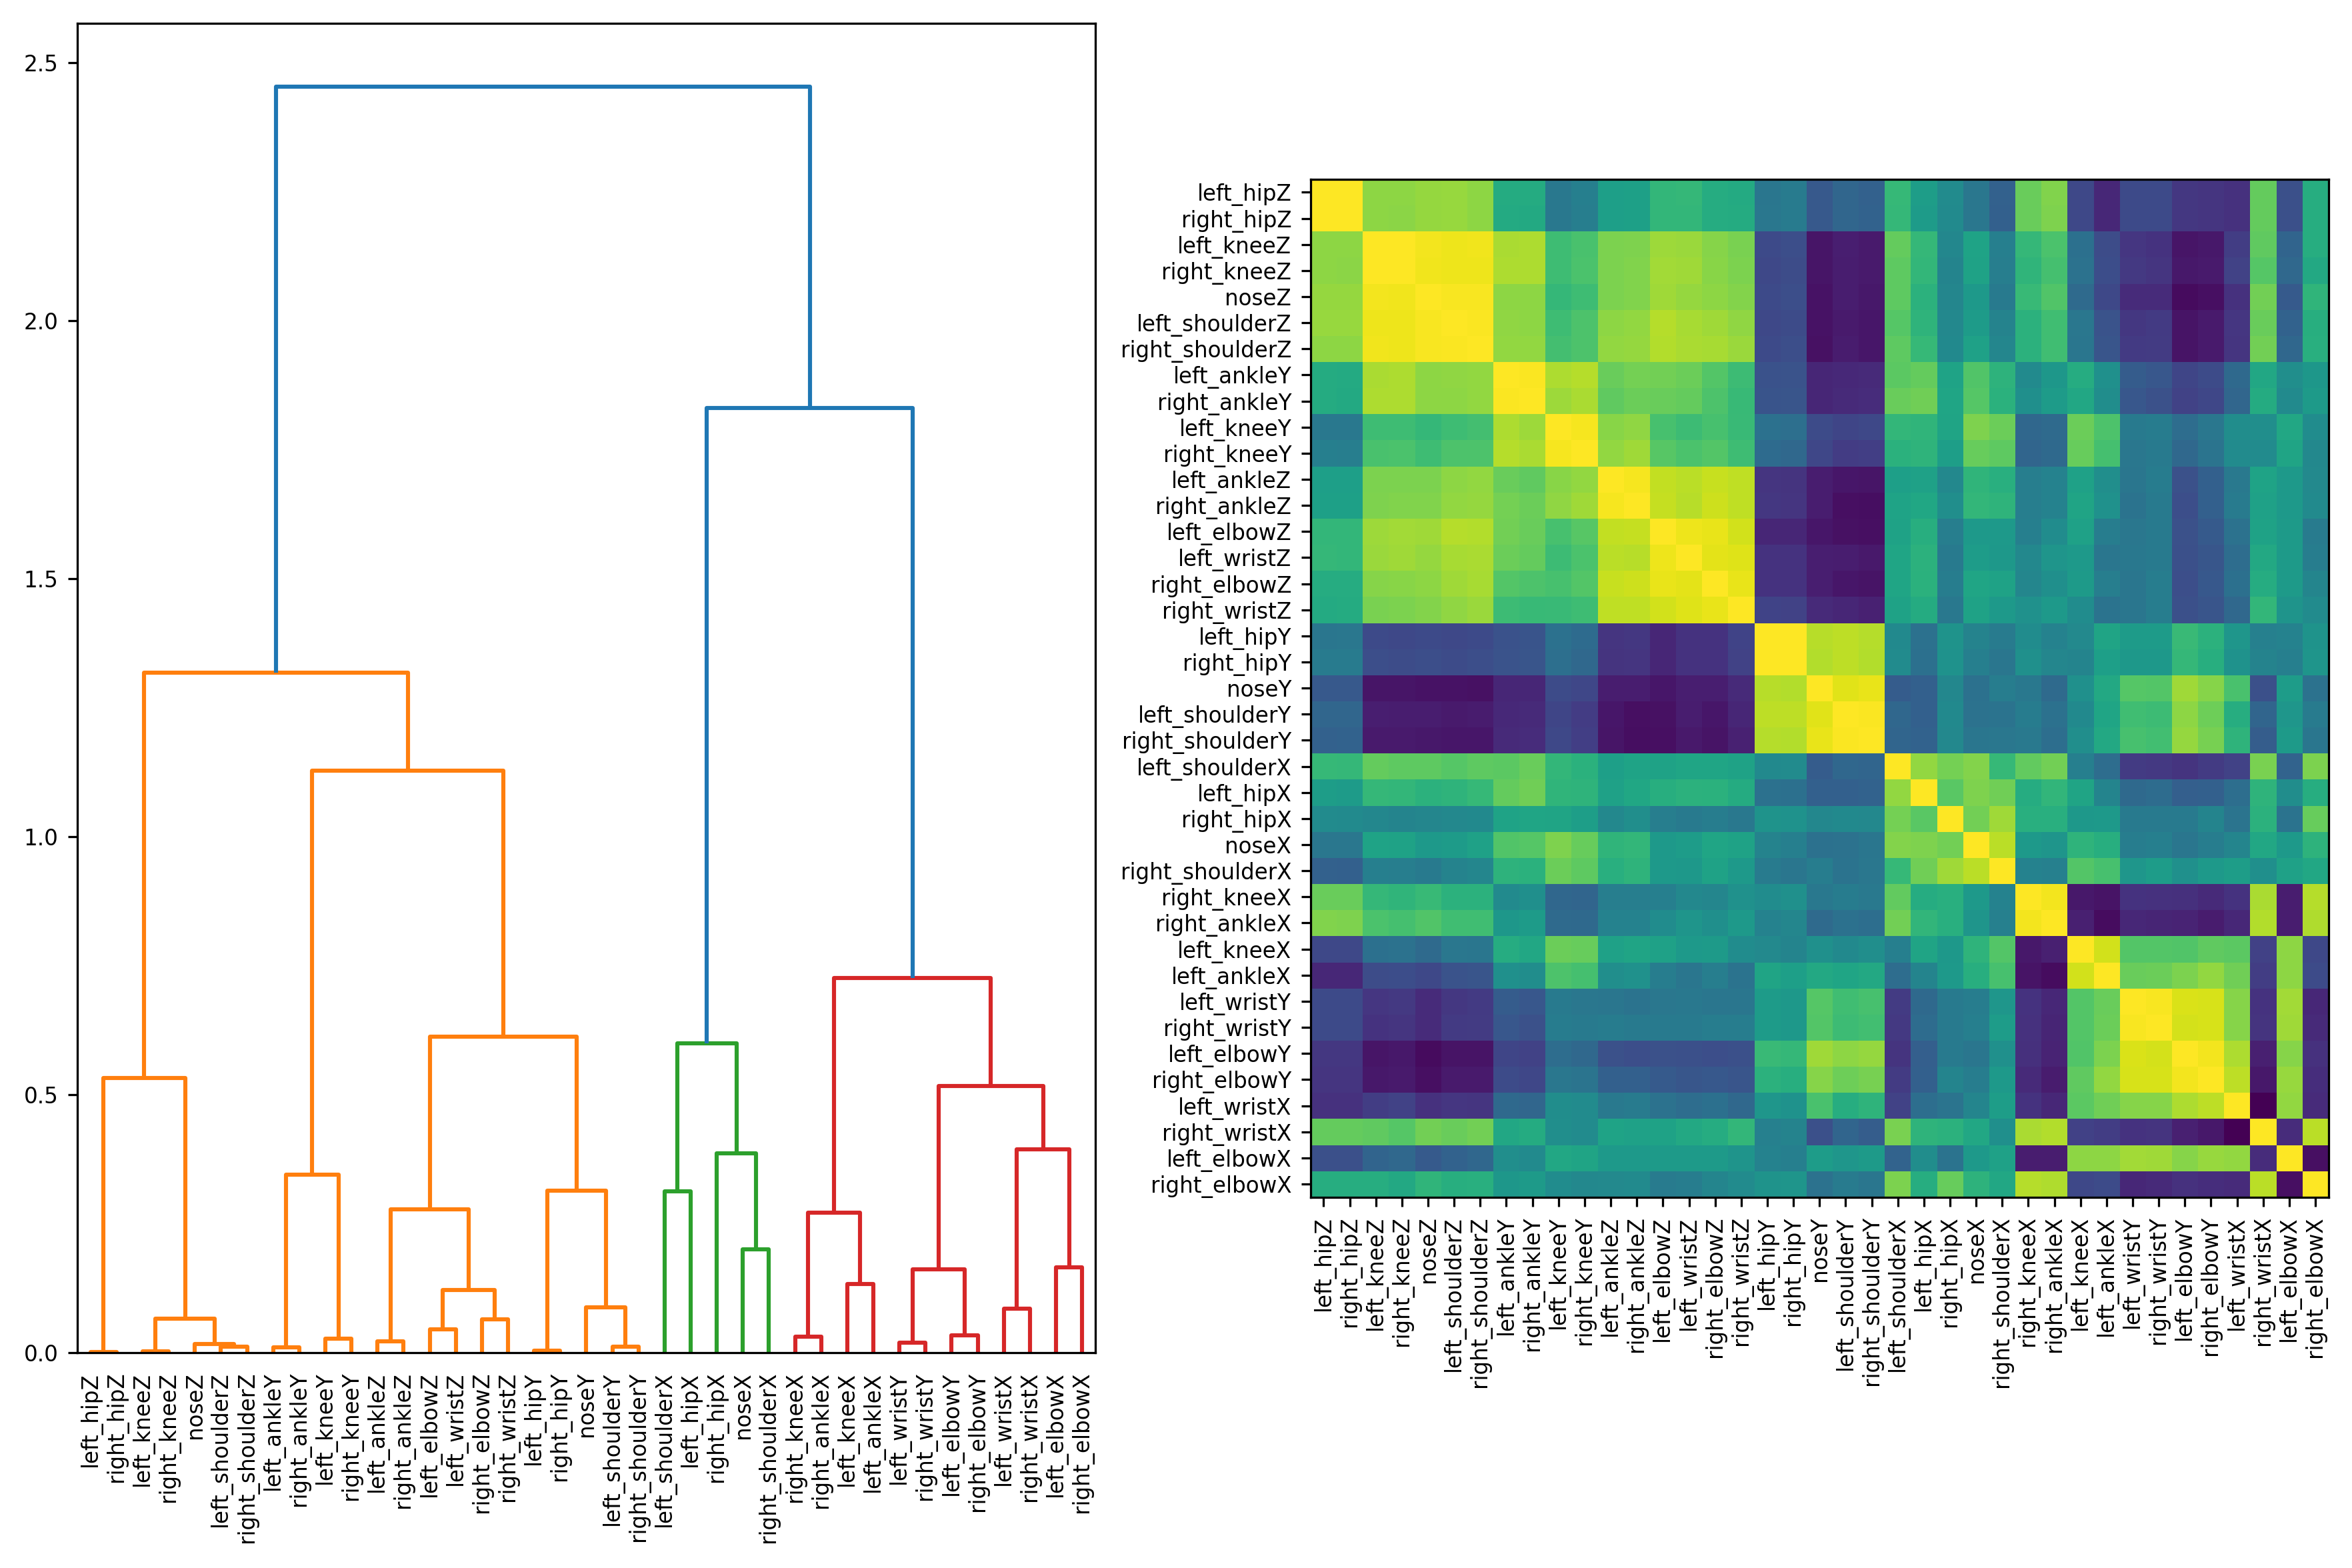 2.5
2.0
1.5
1.0
0.5
0.0
left_hipZ
right_hipZ
left_kneeZ
right_kneeZ
noseZ
left_shoulderZ
right_shoulderZ
left_ankleY
right_ankleY
left_kneeY
right_kneeY
left_ankleZ
right_ankleZ
left_elbowZ
left_wristZ
right_elbowZ
right_wristZ
left_hipY
right_hipY
noseY
left_shoulderY
right_shoulderY
left_shoulderX
left_hipX
right_hipX
noseX
right_shoulderX
right_kneeX
right_ankleX
left_kneeX
left_ankleX
left_wristY
right_wristY
left_elbowY
right_elbowY
left_wristX
right_wristX
left_elbowX
right_elbowX
left_hipZ
right_hipZ
left_kneeZ
right_kneeZ
noseZ
left_shoulderZ
right_shoulderZ
left_ankleY
right_ankleY
left_kneeY
right_kneeY
left_ankleZ
right_ankleZ
left_elbowZ
left_wristZ
right_elbowZ
right_wristZ
left_hipY
right_hipY
noseY
left_shoulderY
right_shoulderY
left_shoulderX
left_hipX
right_hipX
noseX
right_shoulderX
right_kneeX
right_ankleX
left_kneeX
left_ankleX
left_wristY
right_wristY
left_elbowY
right_elbowY
left_wristX
right_wristX
left_elbowX
right_elbowX
left_hipZ
right_hipZ
left_kneeZ
right_kneeZ
noseZ
left_shoulderZ
right_shoulderZ
left_ankleY
right_ankleY
left_kneeY
right_kneeY
left_ankleZ
right_ankleZ
left_elbowZ
left_wristZ
right_elbowZ
right_wristZ
left_hipY
right_hipY
noseY
left_shoulderY
right_shoulderY
left_shoulderX
left_hipX
right_hipX
noseX
right_shoulderX
right_kneeX
right_ankleX
left_kneeX
left_ankleX
left_wristY
right_wristY
left_elbowY
right_elbowY
left_wristX
right_wristX
left_elbowX
right_elbowX